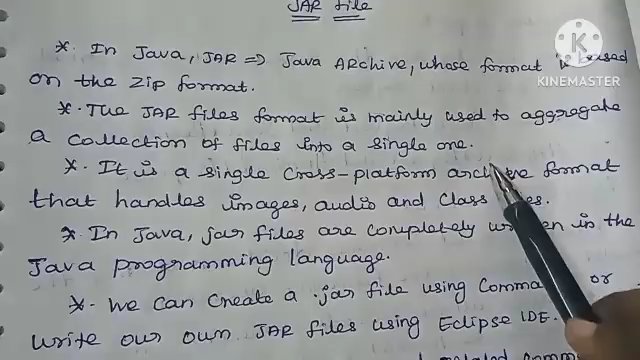 JAR file
* In Java, JAR => Java ARchive, whose format is based
on the zip format.
* The JAR files format is mainly used to aggregate
a collection of files into a single one.
* It is a single cross-platform archive format
that handles images, audio and class files.
* In Java, jar files are completely written in the
Java programming language.
* We can create a .jar file using or
write our own JAR files using Eclipse IDE.
KINEMASTER